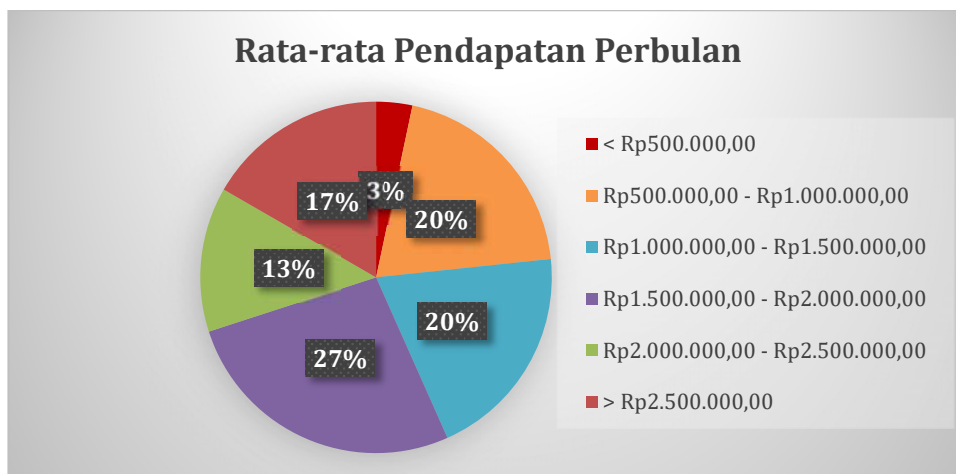 Rata-rata Pendapatan Perbulan
3%
17%
20%
13%
20%
27%
< Rp500.000,00
Rp500.000,00 - Rp1.000.000,00
Rp1.000.000,00 - Rp1.500.000,00
Rp1.500.000,00 - Rp2.000.000,00
Rp2.000.000,00 - Rp2.500.000,00
> Rp2.500.000,00